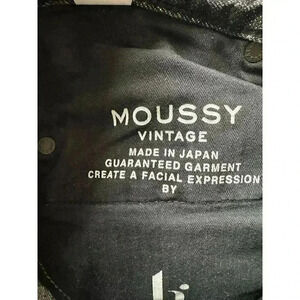 MOUSSY
VINTAGE
MADE IN JAPAN
GUARANTEED GARMENT
CREATE A FACIAL EXPRESSION
BY